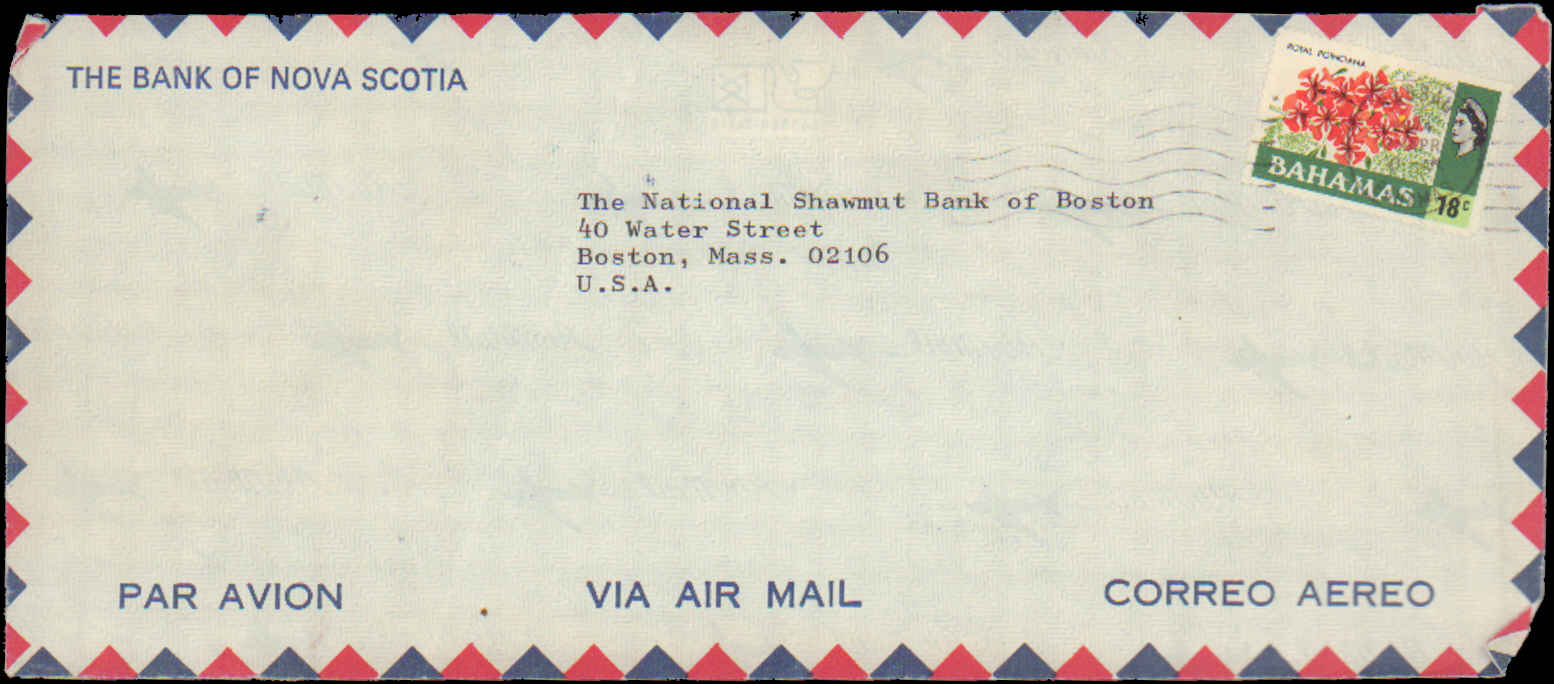 THE BANK OF NOVA SCOTIA
ROYAL POINCIANA
BAHAMAS
18c
The National Shawmut Bank of Boston
40 Water Street
Boston, Mass. 02106
U.S.A.
PAR AVION VIA AIR MAIL CORREO AEREO